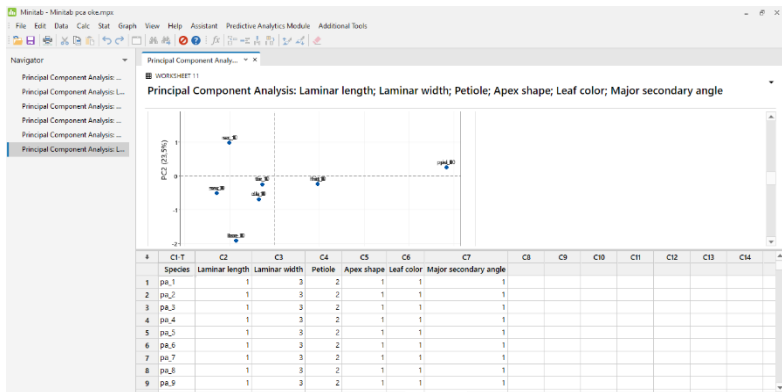 Minitab - Minitab pca oke.mpx
File Edit Data Calc Stat Graph View Help Assistant Predictive Analytics Module Additional Tools
Navigator
Principal Component Analy...
Principal Component Analysis: ...
Principal Component Analysis: L...
Principal Component Analysis: ...
Principal Component Analysis: ...
Principal Component Analysis: ...
Principal Component Analysis: L...
WORKSHEET 11
Principal Component Analysis: Laminar length; Laminar width; Petiole; Apex shape; Leaf color; Major secondary angle
PC2 (23,5%)
1
0
-1
-2
C1-T C2 C3 C4 C5 C6 C7 C8 C9 C10 C11 C12 C13 C14
Species Laminar length Laminar width Petiole Apex shape Leaf color Major secondary angle
1 pa_1 1 3 2 1 1 1
2 pa_2 1 3 2 1 1 1
3 pa_3 1 3 2 1 1 1
4 pa_4 1 3 2 1 1 1
5 pa_5 1 3 2 1 1 1
6 pa_6 1 3 2 1 1 1
7 pa_7 1 3 2 1 1 1
8 pa_8 1 3 2 1 1 1
9 pa_9 1 3 2 1 1 1